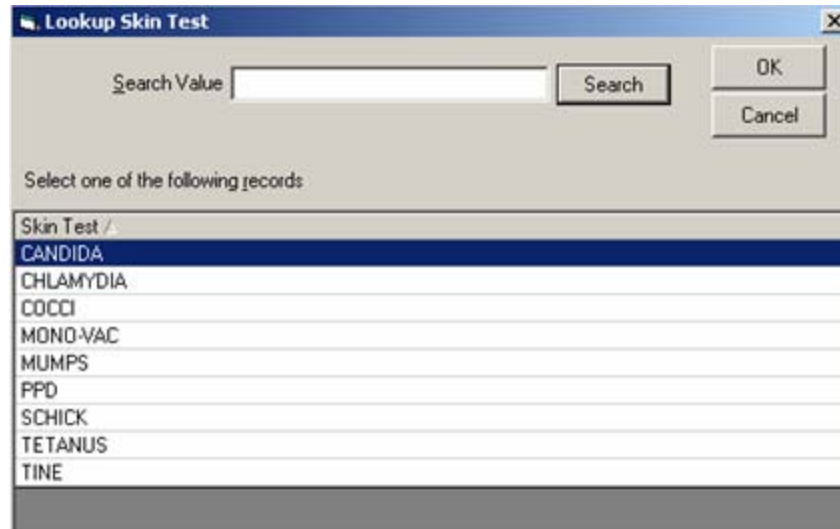 Lookup Skin Test
Search Value
Search
OK
Cancel
Select one of the following records
Skin Test
CANDIDA
CHLAMYDIA
COCCI
MONO-VAC
MUMPS
PPD
SCHICK
TETANUS
TINE